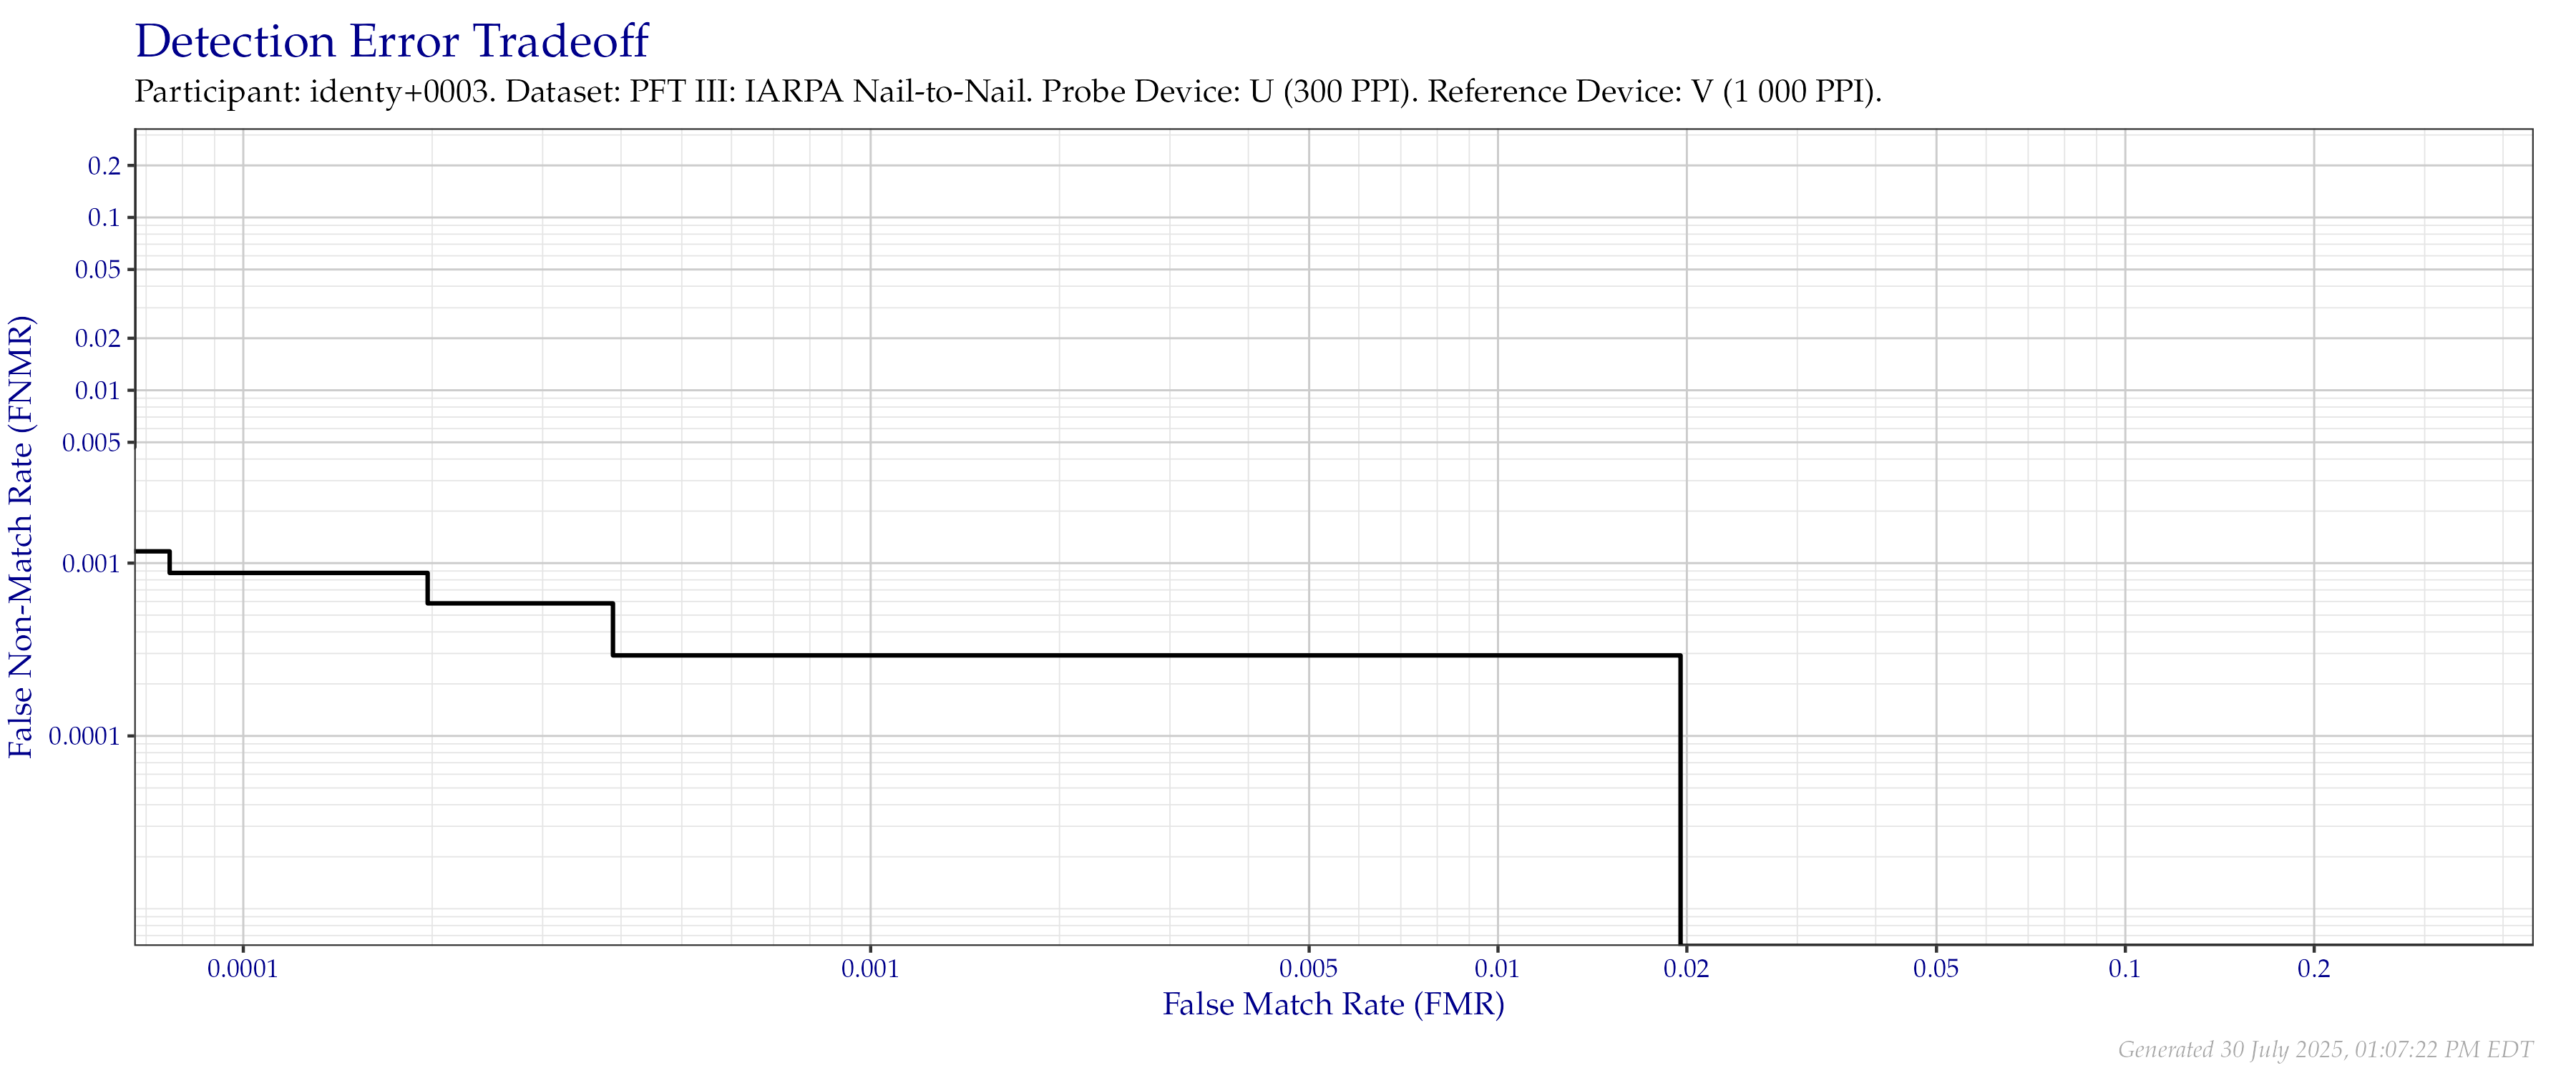 Detection Error Tradeoff
Participant: identy+0003. Dataset: PFT III: IARPA Nail-to-Nail. Probe Device: U (300 PPI). Reference Device: V (1 000 PPI).
False Non-Match Rate (FNMR)
0.2
0.1
0.05
0.02
0.01
0.005
0.001
0.0001
0.0001 0.001 0.005 0.01 0.02 0.05 0.1 0.2
False Match Rate (FMR)
Generated 30 July 2025, 01:07:22 PM EDT